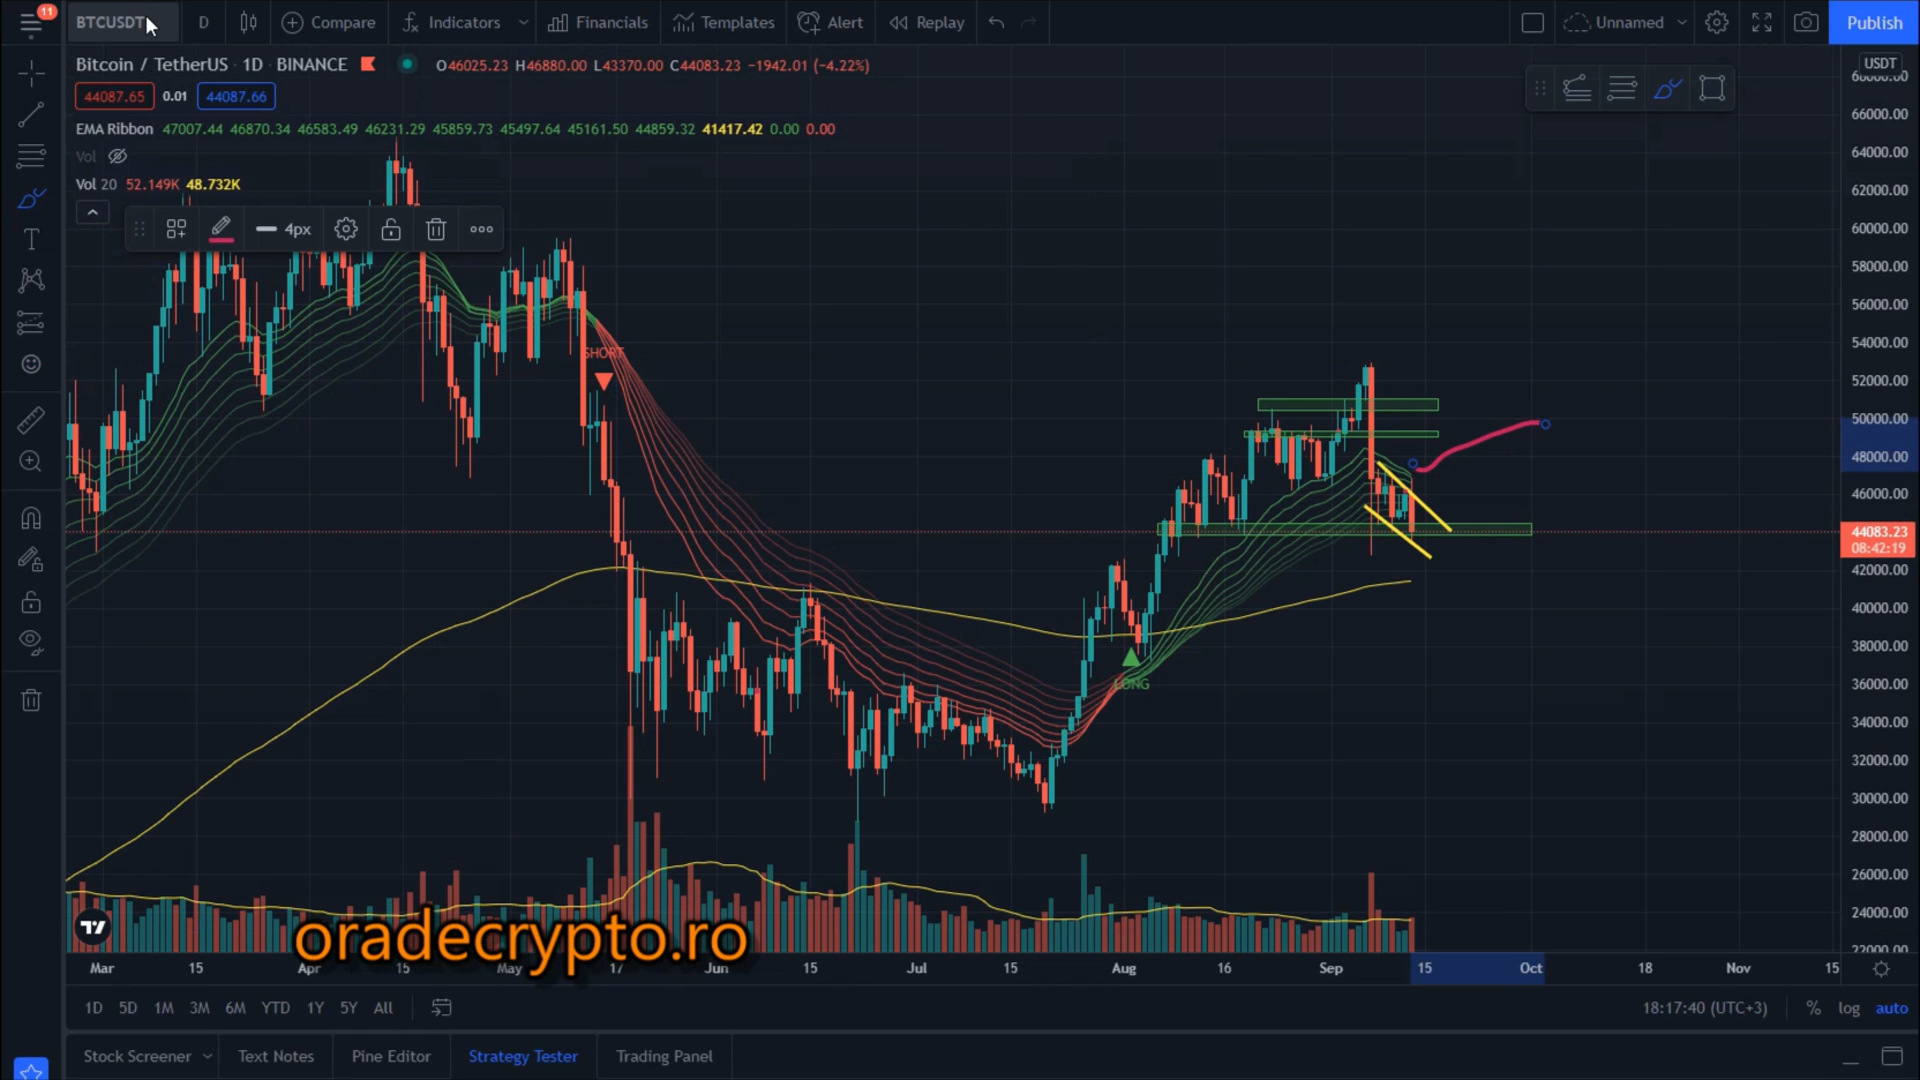 11
BTCUSDT D Compare Indicators Financials Templates Alert Replay Unnamed Publish
Bitcoin / TetherUS · 1D · BINANCE O46025.23 H46880.00 L43370.00 C44083.23 −1942.01 (−4.22%)
44087.65 0.01 44087.66
EMA Ribbon 47007.44 46870.34 46583.49 46231.29 45859.73 45497.64 45161.50 44859.32 41417.42 0.00 0.00
Vol
Vol 20 52.149K 48.732K
4px
SHORT
LONG
USDT
68000.00
66000.00
64000.00
62000.00
60000.00
58000.00
56000.00
54000.00
52000.00
50000.00
48000.00
46000.00
44083.23
08:42:19
42000.00
40000.00
38000.00
36000.00
34000.00
32000.00
30000.00
28000.00
26000.00
24000.00
22000.00
oradecrypto.ro
Mar 15 Apr 15 May 17 Jun 15 Jul 15 Aug 16 Sep 15 Oct 18 Nov 15
1D 5D 1M 3M 6M YTD 1Y 5Y All 18:17:40 (UTC+3) % log auto
Stock Screener Text Notes Pine Editor Strategy Tester Trading Panel